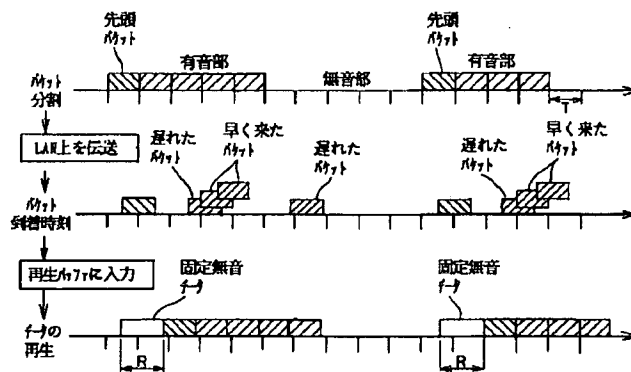 先頭
パケット
有音部
無音部
先頭
パケット
有音部
パケット
分割
T
LAN上を伝送
遅れた
パケット
早く来た
パケット
遅れた
パケット
遅れた
パケット
早く来た
パケット
パケット
到着時刻
再生バッファに入力
固定無音
データ
固定無音
データ
データの
再生
R
R